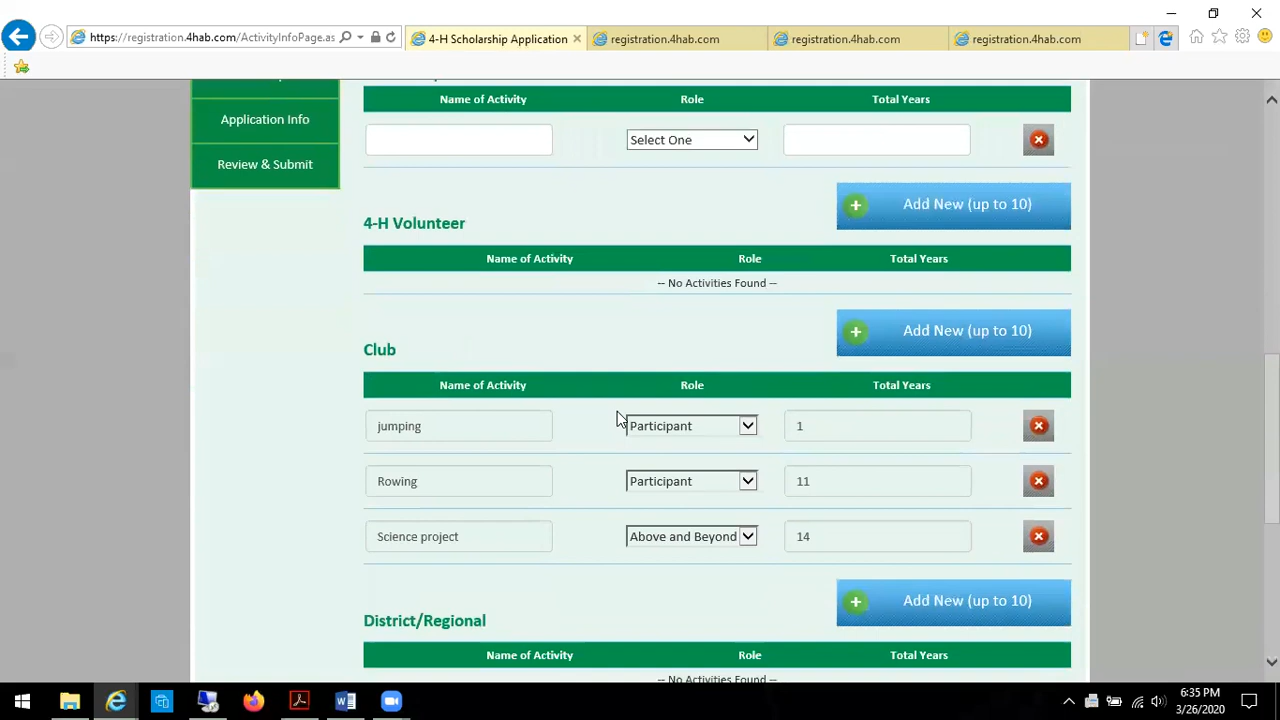 https://registration.4hab.com/ActivityInfoPage.as
4-H Scholarship Application
registration.4hab.com
registration.4hab.com
registration.4hab.com
Name of Activity Role Total Years
Application Info
Select One
Review & Submit
Add New (up to 10)
4-H Volunteer
Name of Activity Role Total Years
-- No Activities Found --
Add New (up to 10)
Club
Name of Activity Role Total Years
jumping Participant 1
Rowing Participant 11
Science project Above and Beyond 14
Add New (up to 10)
District/Regional
Name of Activity Role Total Years
-- No Activities Found --
6:35 PM
3/26/2020